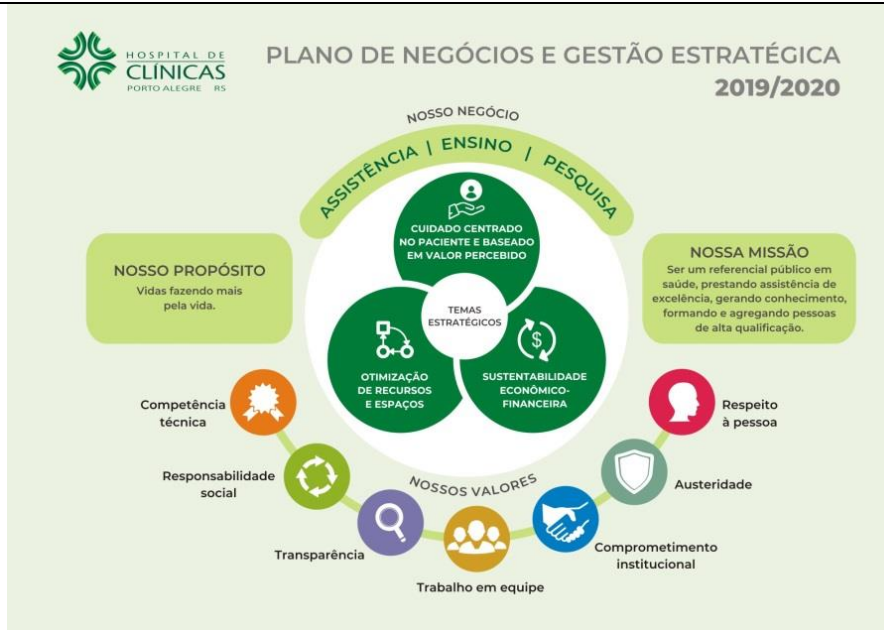 HOSPITAL DE
CLÍNICAS
PORTO ALEGRE RS
PLANO DE NEGÓCIOS E GESTÃO ESTRATÉGICA
2019/2020
NOSSO NEGÓCIO
ASSISTÊNCIA | ENSINO | PESQUISA
CUIDADO CENTRADO
NO PACIENTE E BASEADO
EM VALOR PERCEBIDO
NOSSO PROPÓSITO
Vidas fazendo mais
pela vida.
NOSSA MISSÃO
Ser um referencial público em
saúde, prestando assistência de
excelência, gerando conhecimento,
formando e agregando pessoas
de alta qualificação.
TEMAS
ESTRATÉGICOS
OTIMIZAÇÃO
DE RECURSOS
E ESPAÇOS
$
SUSTENTABILIDADE
ECONÔMICO-
FINANCEIRA
NOSSOS VALORES
Competência
técnica
Responsabilidade
social
Transparência
Trabalho em equipe
Comprometimento
institucional
Austeridade
Respeito
à pessoa